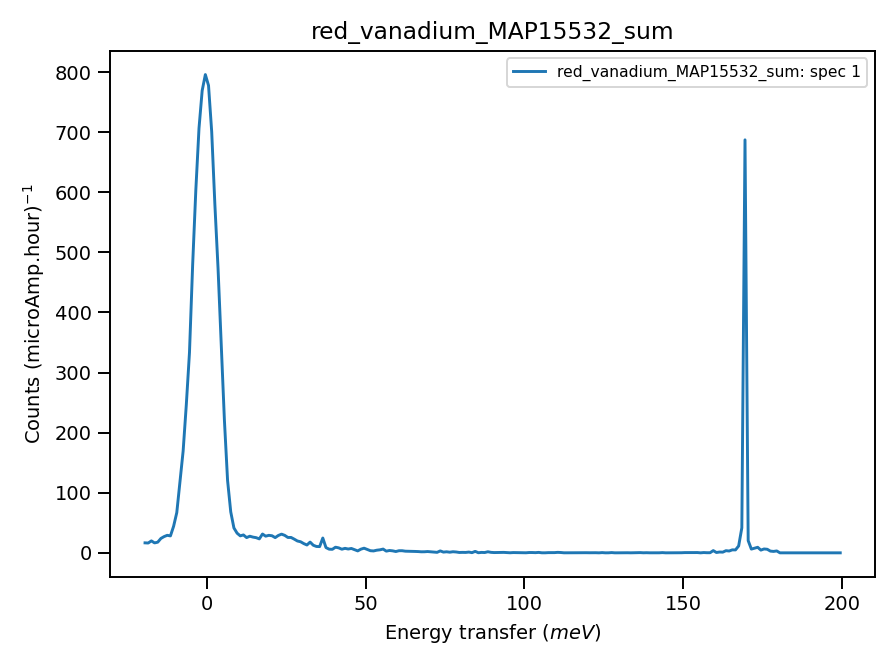 red_vanadium_MAP15532_sum
red_vanadium_MAP15532_sum: spec 1
Counts (microAmp.hour)⁻¹
800
700
600
500
400
300
200
100
0
0 50 100 150 200
Energy transfer (meV)